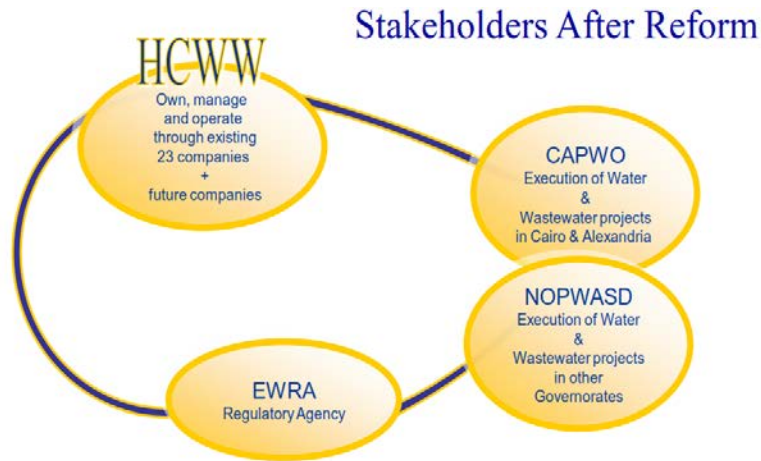 Stakeholders After Reform
HCWW
Own, manage
and operate
through existing
23 companies
+
future companies
CAPWO
Execution of Water
&
Wastewater projects
in Cairo & Alexandria
NOPWASD
Execution of Water
&
Wastewater projects
in other
Governorates
EWRA
Regulatory Agency